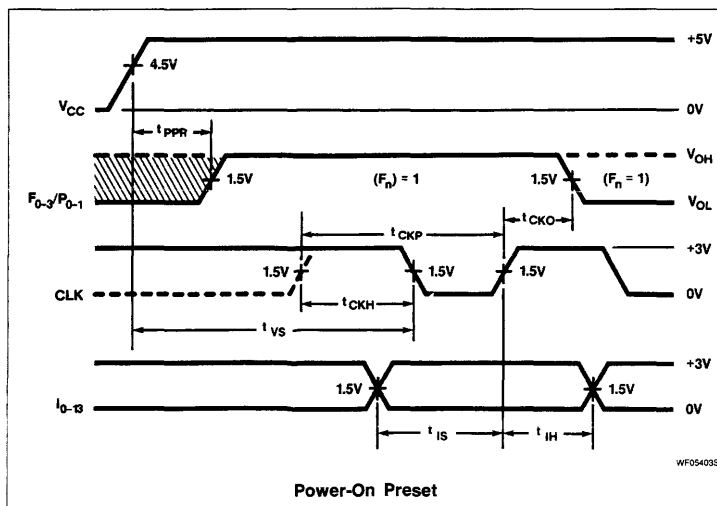 +5V
4.5V
VCC
0V
tPPR
VOH
1.5V
(Fn) = 1
1.5V
(Fn = 1)
F0-3/P0-1
VOL
tCKO
tCKP
+3V
1.5V
1.5V
1.5V
CLK
0V
tCKH
tVS
+3V
1.5V
1.5V
i0-13
0V
tIS
tIH
WF05403S
Power-On Preset